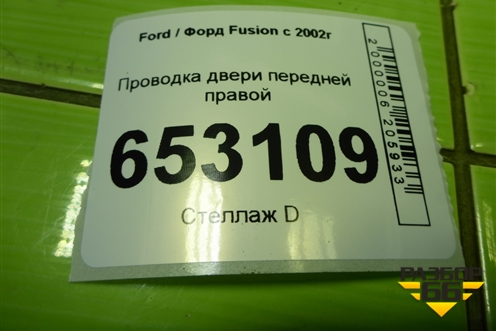 Ford / Форд Fusion с 2002г
Проводка двери передней
правой
653109
Стеллаж D
2000006205933
РАЗБОР
66